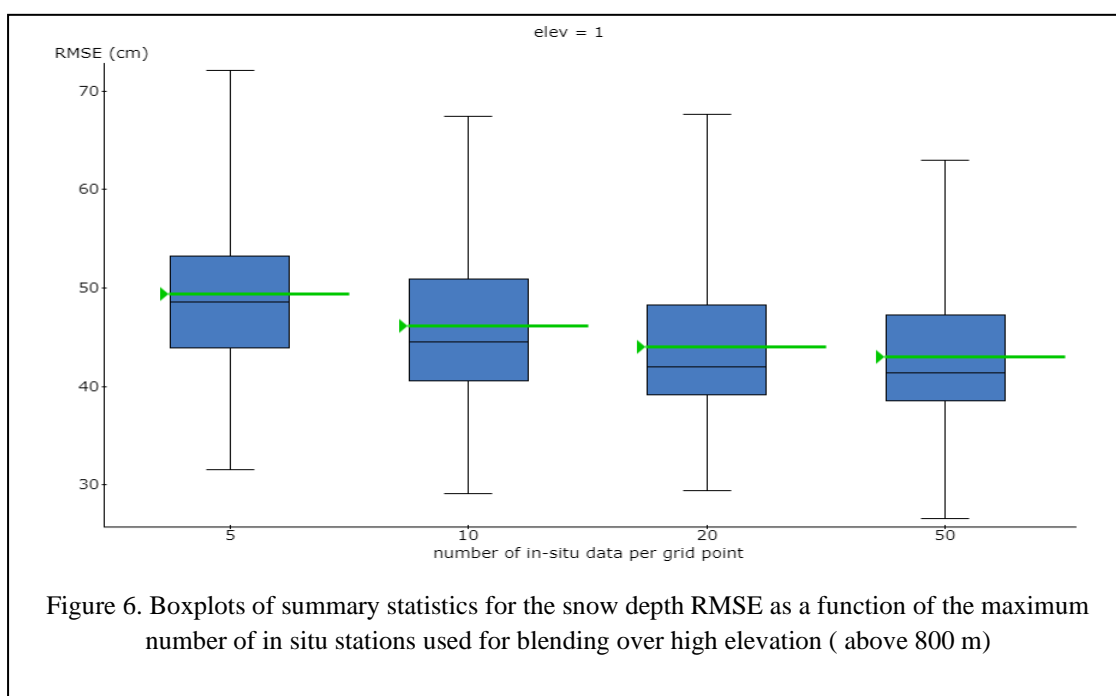 elev = 1
RMSE (cm)
70
60
50
40
30
5 10 20 50
number of in-situ data per grid point
Figure 6. Boxplots of summary statistics for the snow depth RMSE as a function of the maximum
number of in situ stations used for blending over high elevation ( above 800 m)